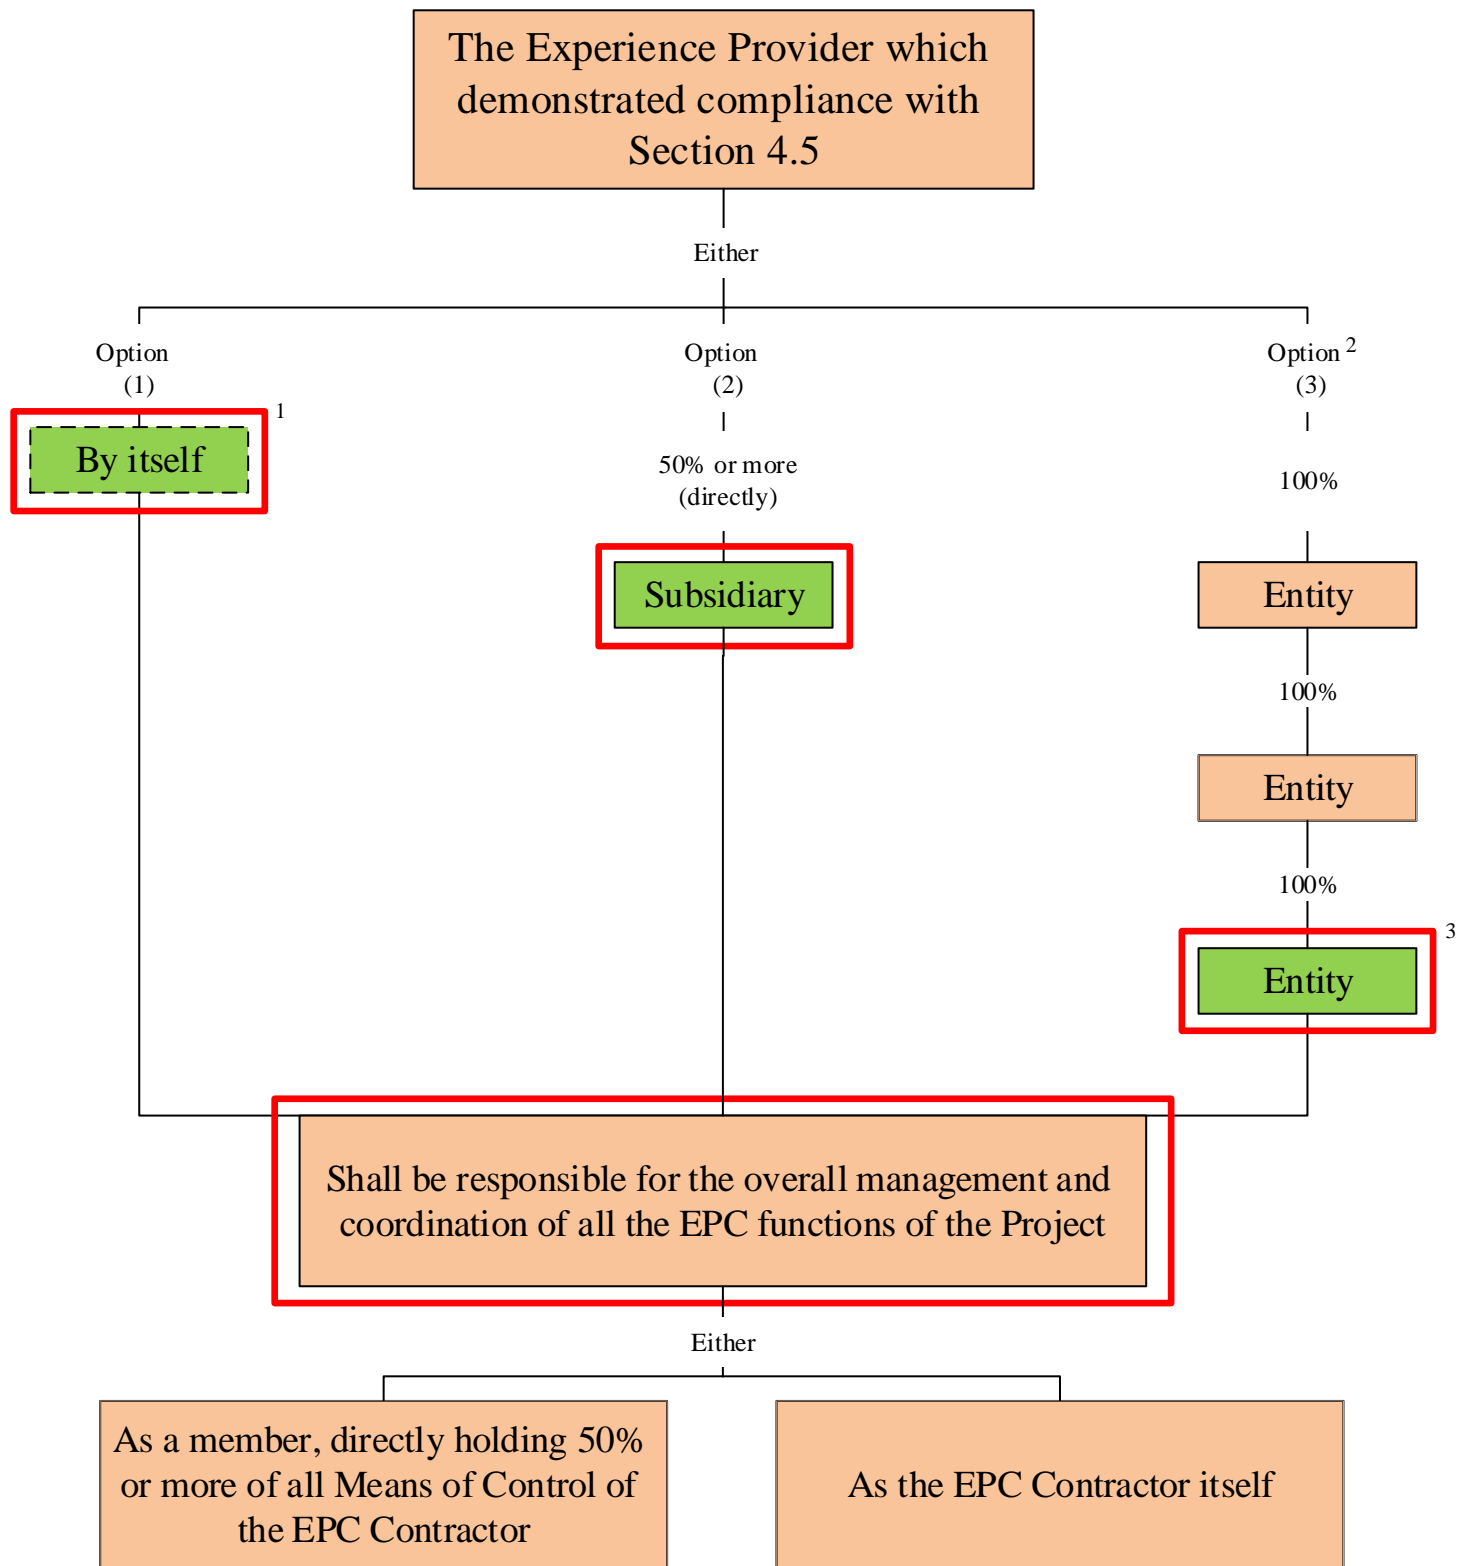 The Experience Provider which
demonstrated compliance with
Section 4.5
Either
Option
(1)
Option
(2)
Option 2
(3)
1
By itself
50% or more
(directly)
100%
Subsidiary
Entity
100%
Entity
100%
3
Entity
Shall be responsible for the overall management and
coordination of all the EPC functions of the Project
Either
As a member, directly holding 50%
or more of all Means of Control of
the EPC Contractor
As the EPC Contractor itself